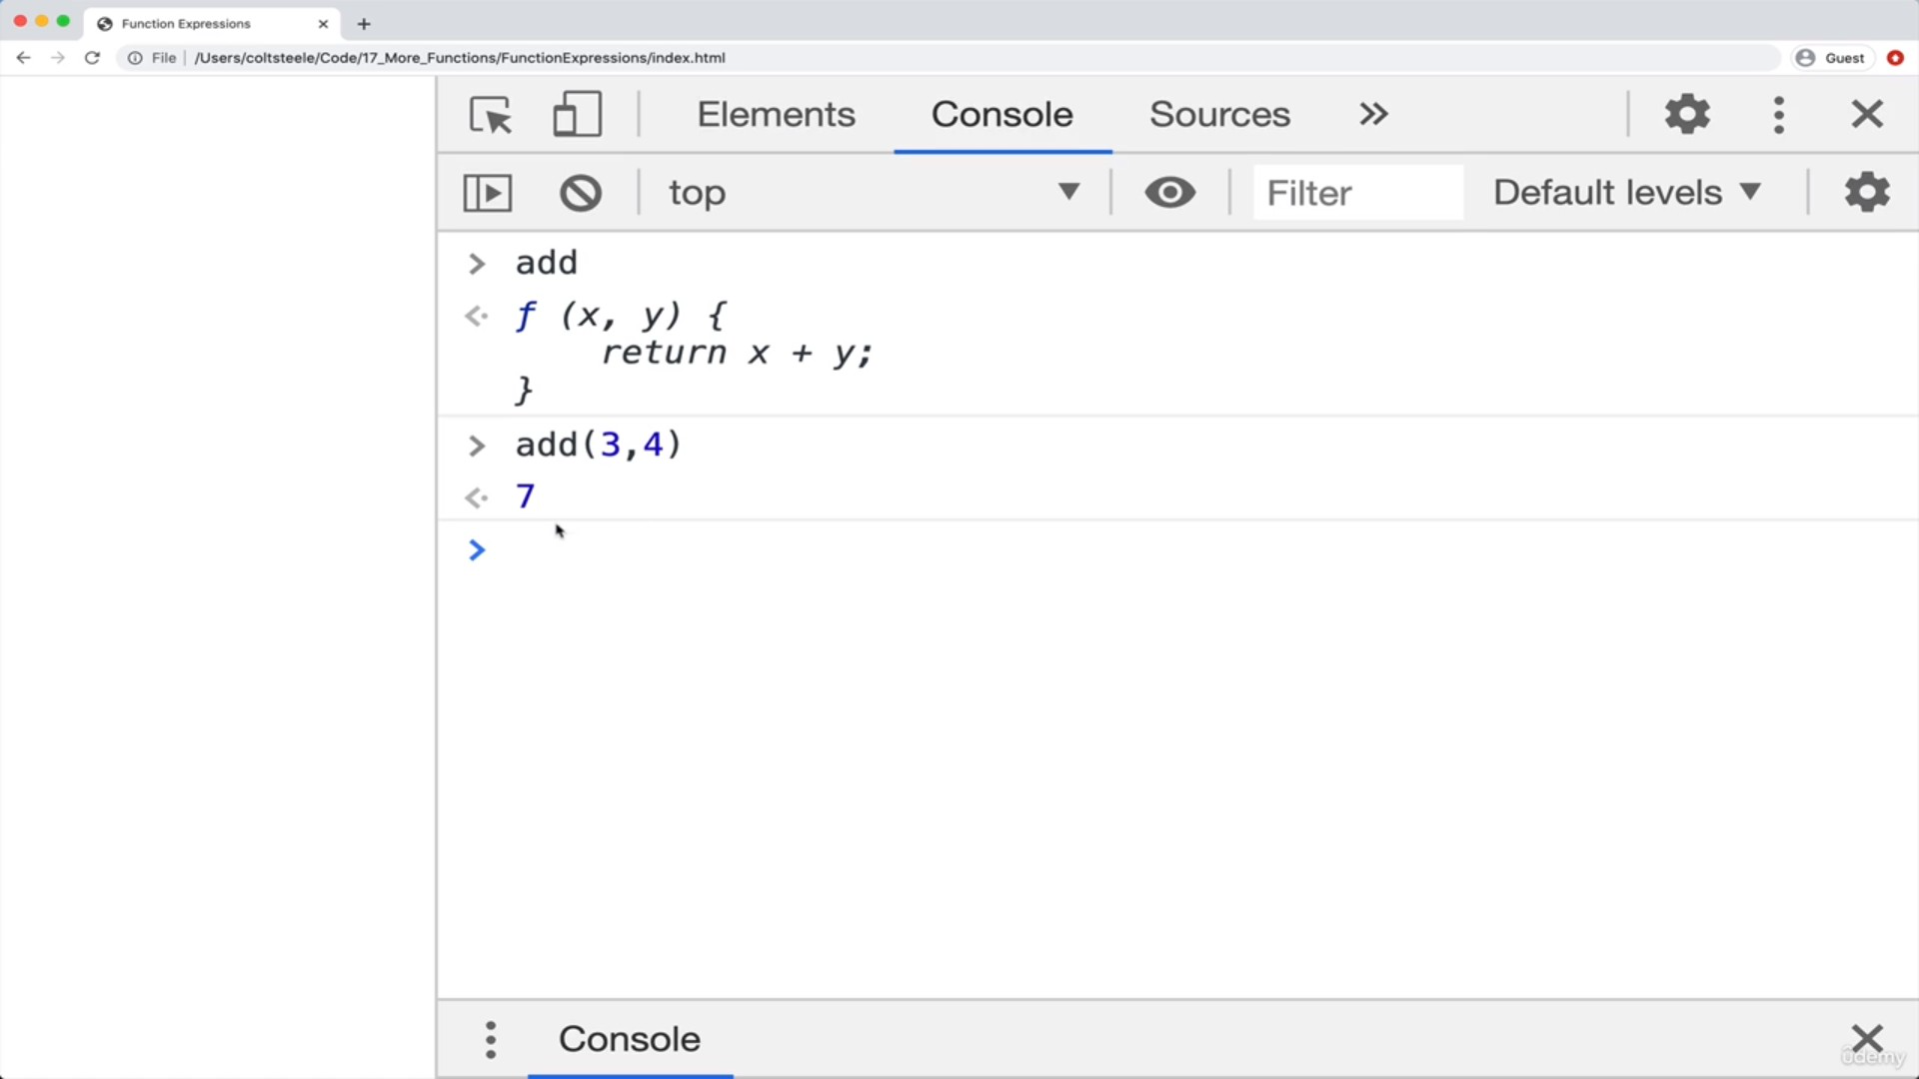 Function Expressions
File | /Users/coltsteele/Code/17_More_Functions/FunctionExpressions/index.html Guest
Elements Console Sources
top Filter Default levels
> add
f (x, y) {
return x + y;
}
> add(3,4)
7
>
Console
ûdemy